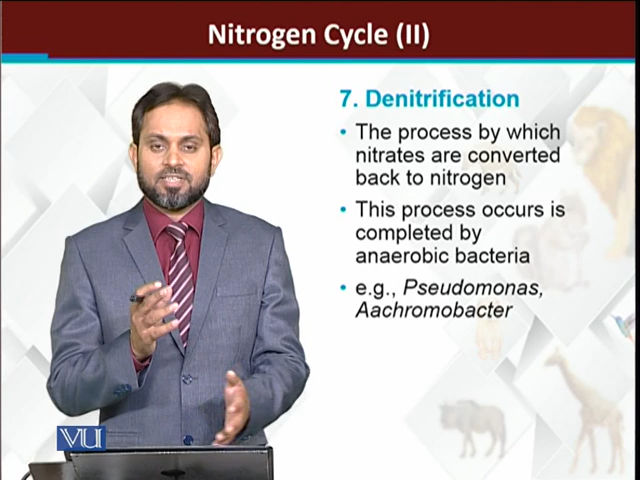 Nitrogen Cycle (II)
7. Denitrification
• The process by which
nitrates are converted
back to nitrogen
• This process occurs is
completed by
anaerobic bacteria
• e.g., Pseudomonas,
Aachromobacter
VU